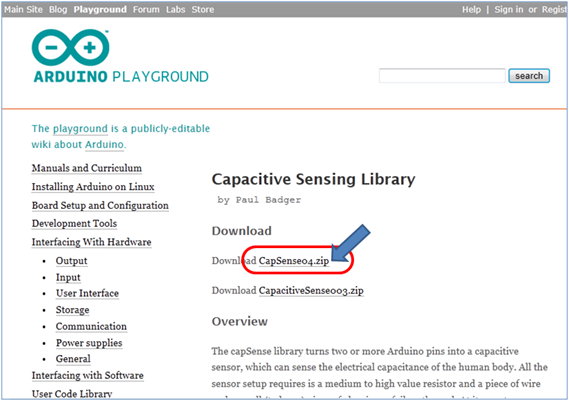 Main Site Blog Playground Forum Labs Store
Help | Sign in or Regist
ARDUINO PLAYGROUND
search
The playground is a publicly-editable
wiki about Arduino.
Manuals and Curriculum
Installing Arduino on Linux
Board Setup and Configuration
Development Tools
Interfacing With Hardware
• Output
• Input
• User Interface
• Storage
• Communication
• Power supplies
• General
Interfacing with Software
User Code Library
Capacitive Sensing Library
by Paul Badger
Download
Download CapSense04.zip
Download CapacitiveSense003.zip
Overview
The capSense library turns two or more Arduino pins into a capacitive
sensor, which can sense the electrical capacitance of the human body. All the
sensor setup requires is a medium to high value resistor and a piece of wire